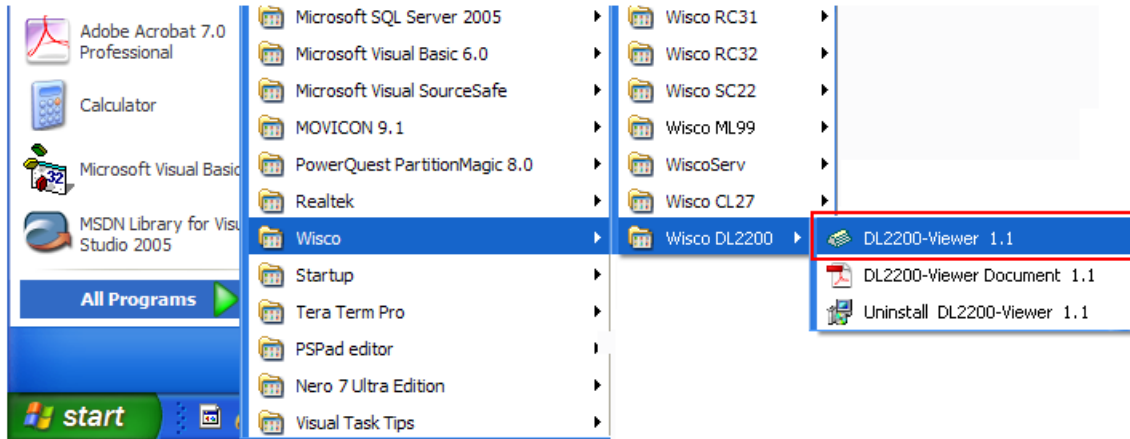 Adobe Acrobat 7.0
Professional
Calculator
Microsoft Visual Basic
MSDN Library for Visu
Studio 2005
All Programs
start
Microsoft SQL Server 2005
Microsoft Visual Basic 6.0
Microsoft Visual SourceSafe
MOVICON 9.1
PowerQuest PartitionMagic 8.0
Realtek
Wisco
Startup
Tera Term Pro
PSPad editor
Nero 7 Ultra Edition
Visual Task Tips
Wisco RC31
Wisco RC32
Wisco SC22
Wisco ML99
WiscoServ
Wisco CL27
Wisco DL2200
DL2200-Viewer 1.1
DL2200-Viewer Document 1.1
Uninstall DL2200-Viewer 1.1